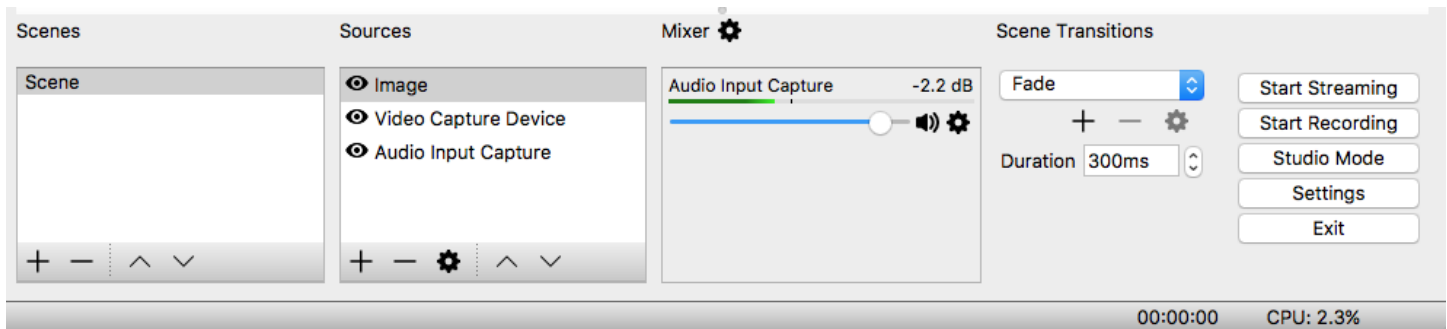 Scenes
Scene
Sources
Image
Video Capture Device
Audio Input Capture
Mixer
Audio Input Capture -2.2 dB
Scene Transitions
Fade
Duration 300ms
Start Streaming
Start Recording
Studio Mode
Settings
Exit
00:00:00 CPU: 2.3%